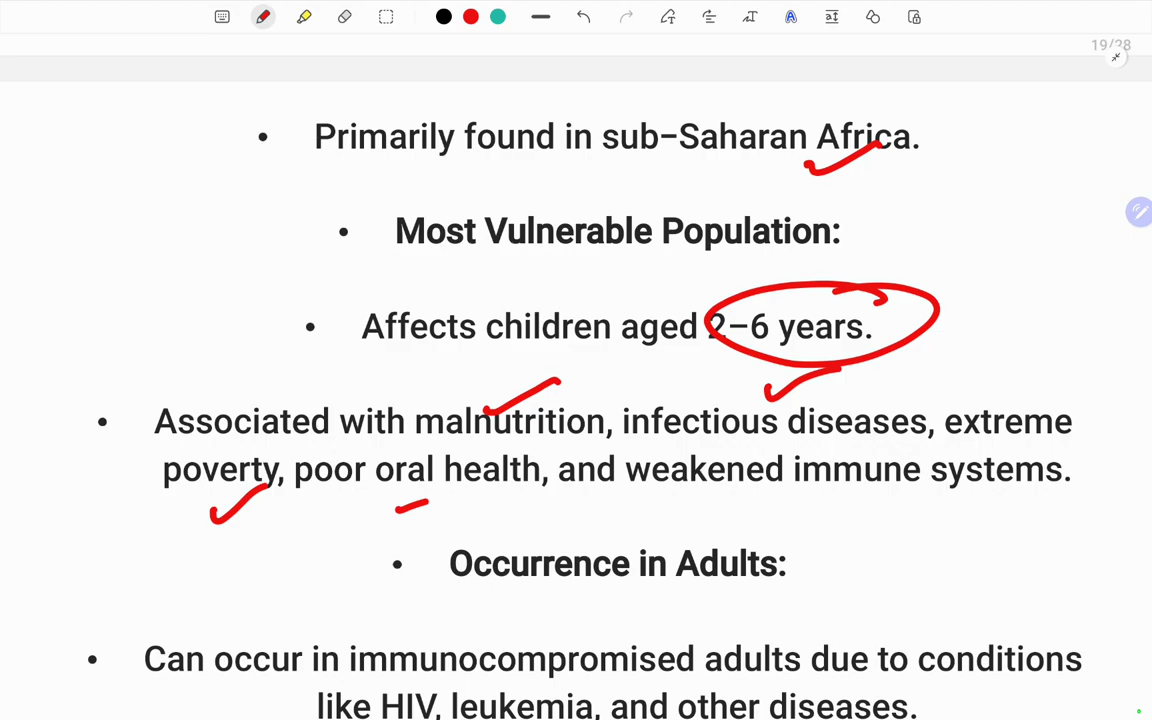 19/28
• Primarily found in sub-Saharan Africa.
• Most Vulnerable Population:
• Affects children aged 2-6 years.
• Associated with malnutrition, infectious diseases, extreme
poverty, poor oral health, and weakened immune systems.
• Occurrence in Adults:
• Can occur in immunocompromised adults due to conditions
like HIV, leukemia, and other diseases.